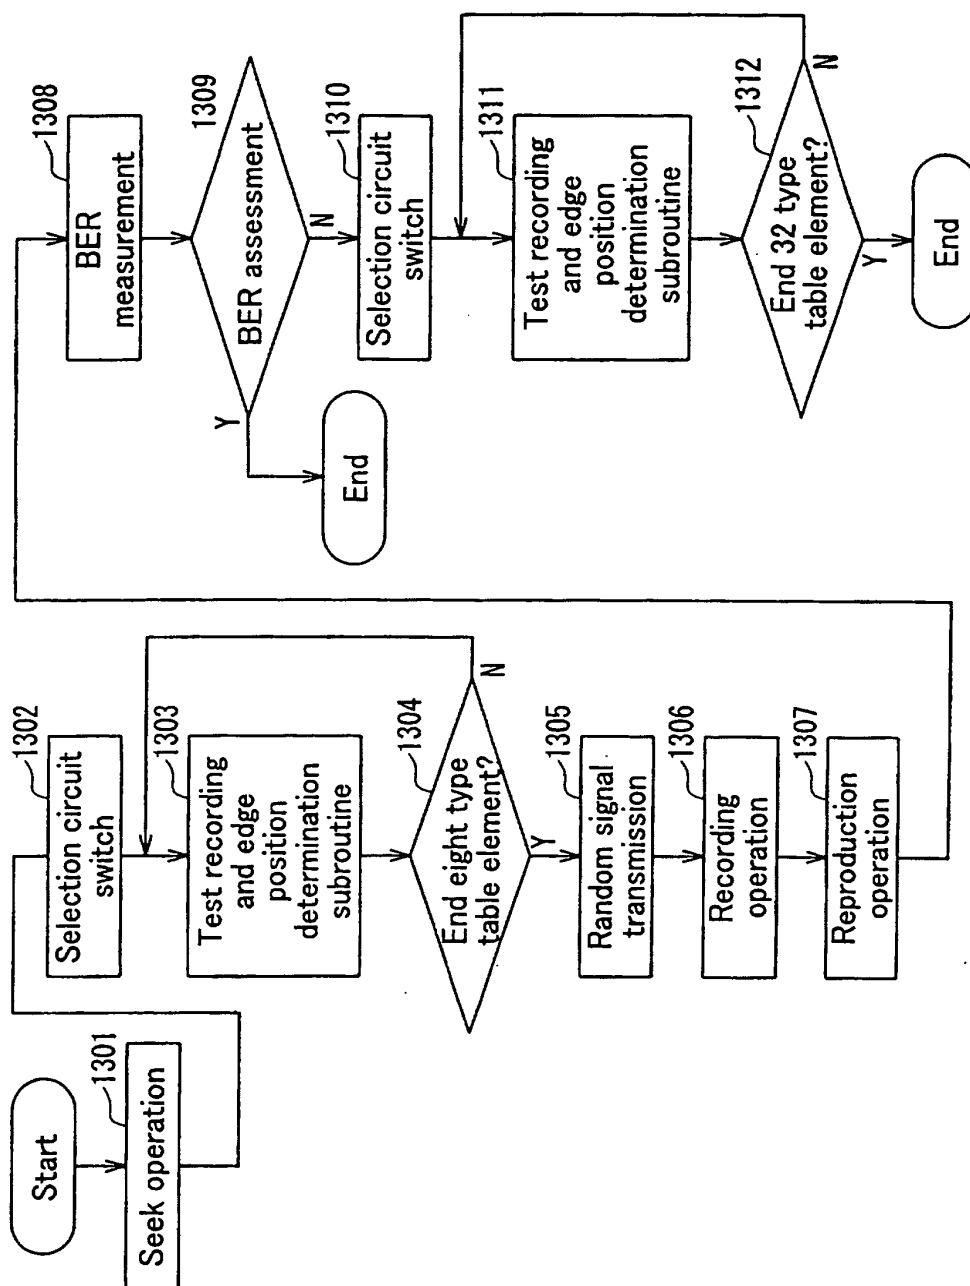 Start
1301
Seek operation
1302
Selection circuit
switch
1303
Test recording
and edge
position
determination
subroutine
1304
End eight type
table element?
N
Y
1305
Random signal
transmission
1306
Recording
operation
1307
Reproduction
operation
1308
BER
measurement
1309
BER assessment
Y
N
End
1310
Selection circuit
switch
1311
Test recording
and edge
position
determination
subroutine
1312
End 32 type
table element?
N
Y
End